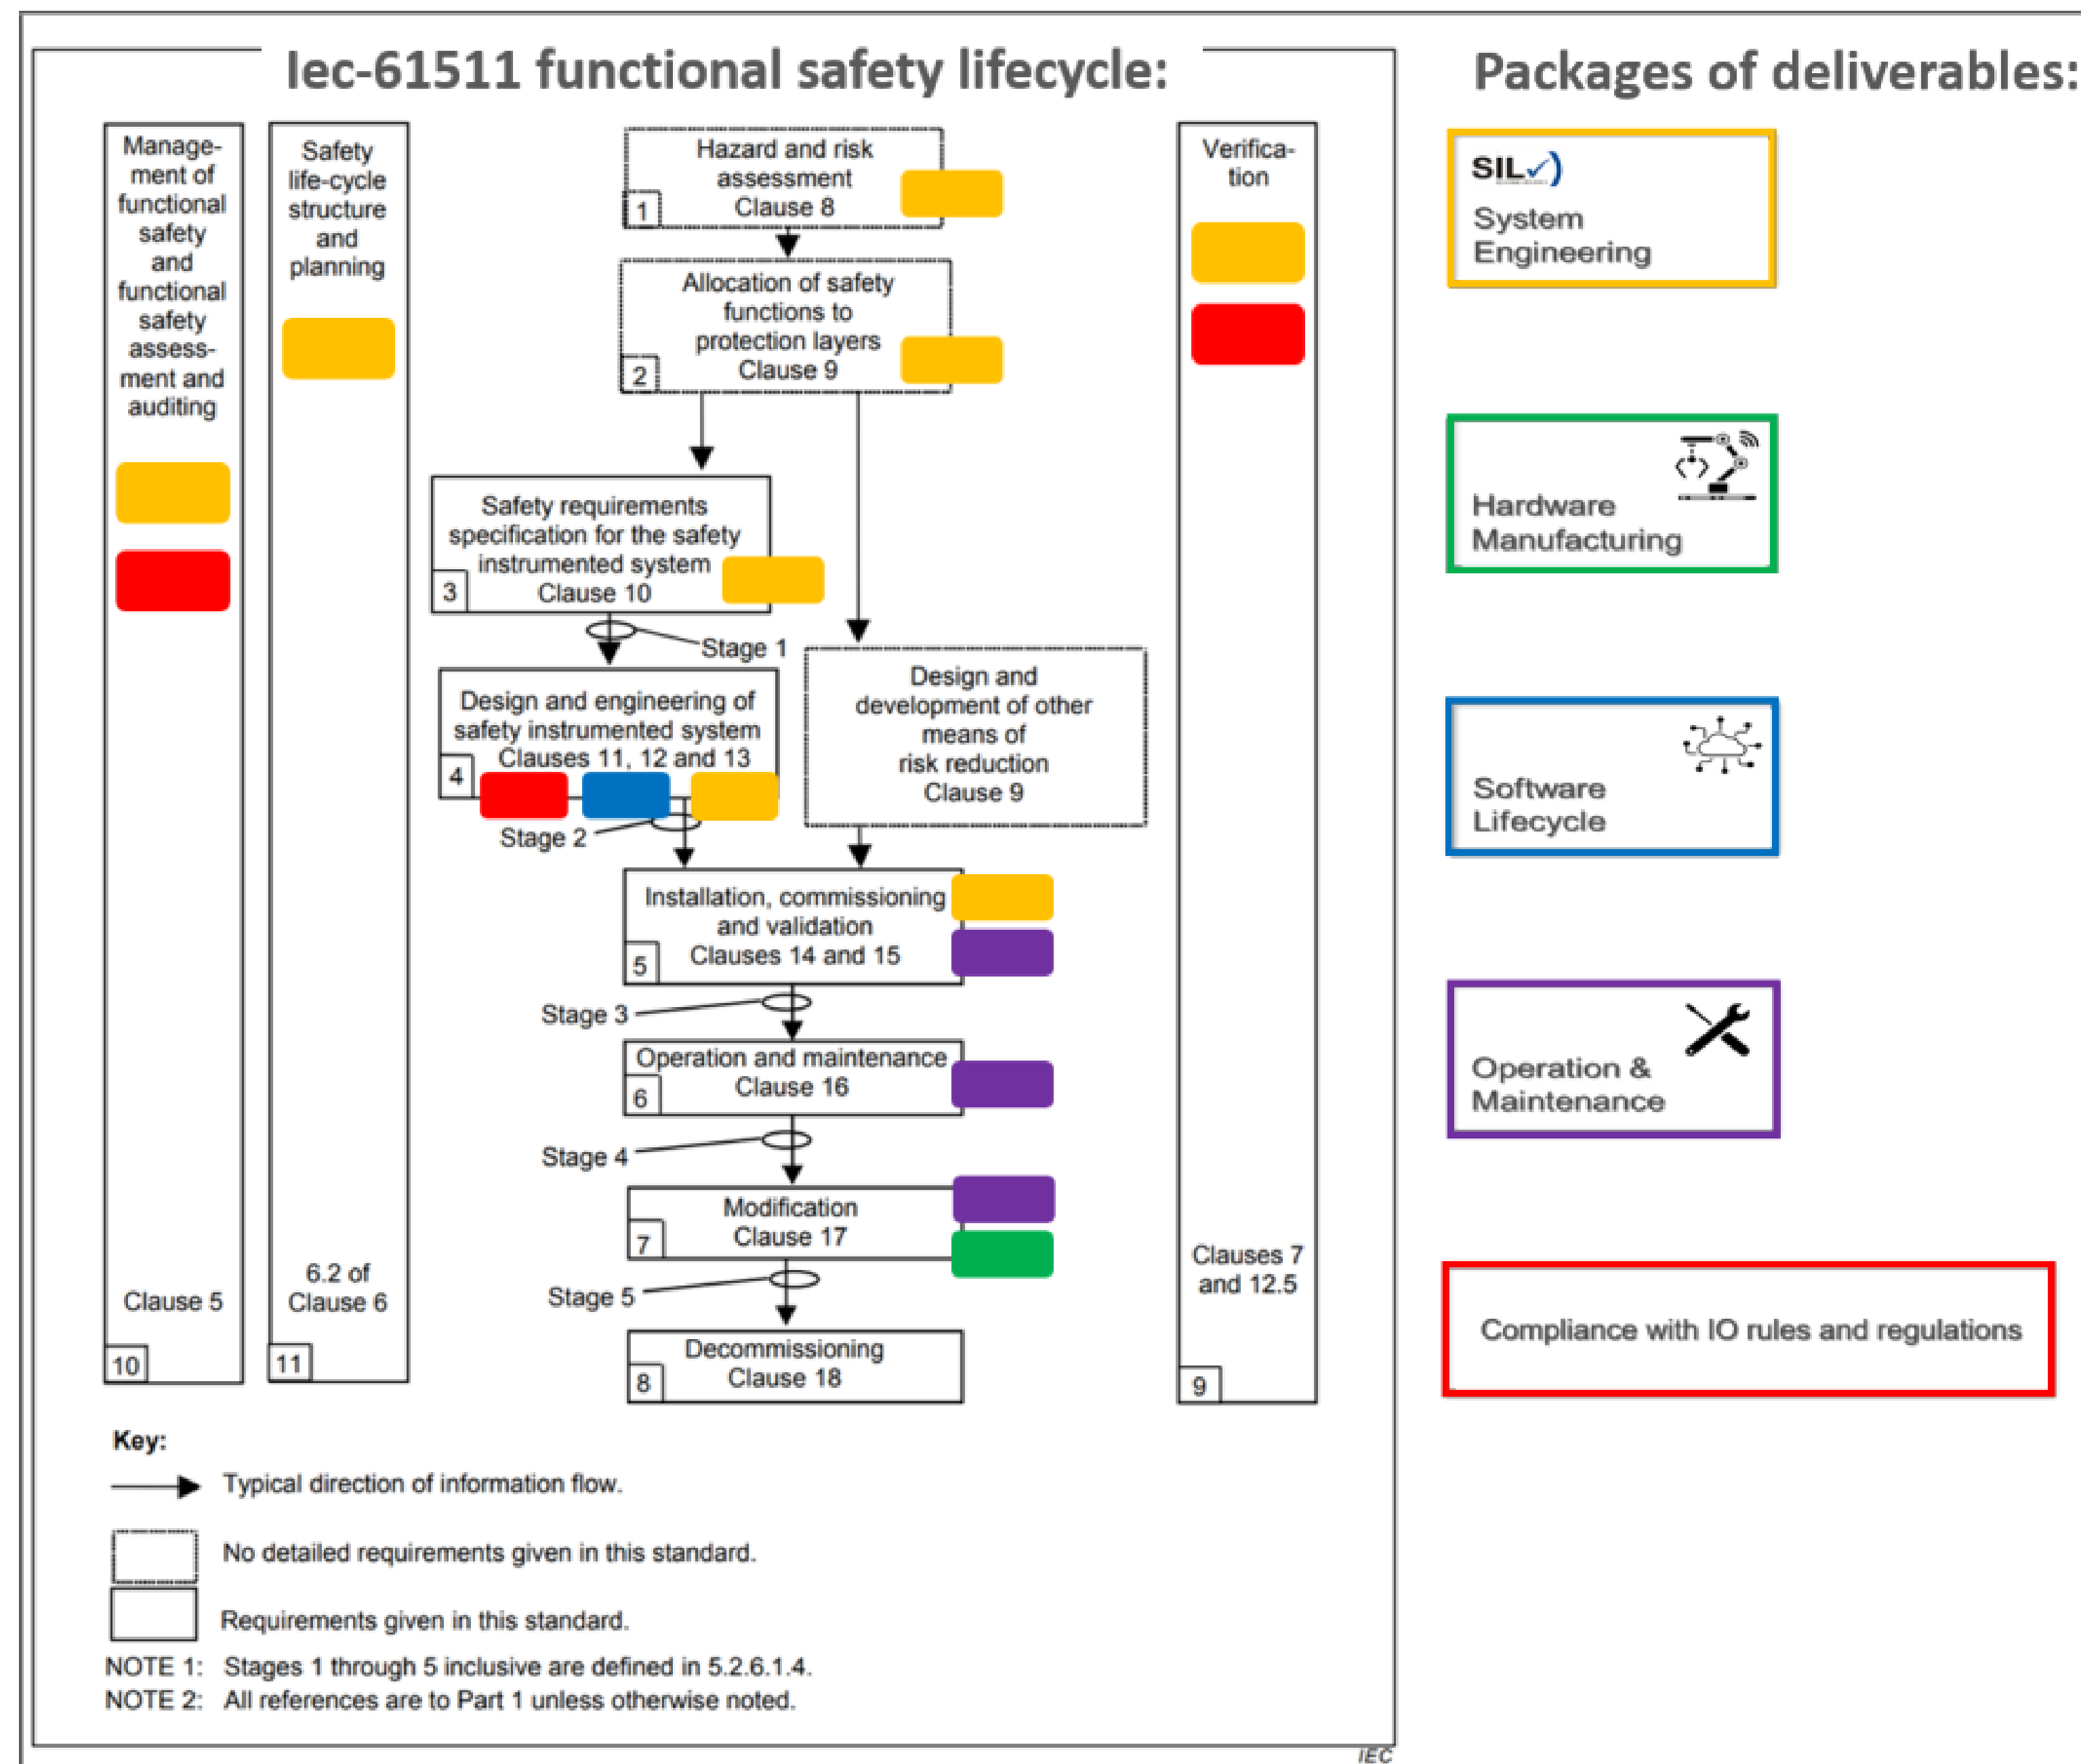 Iec-61511 functional safety lifecycle:
Manage-
ment of
functional
safety
and
functional
safety
assess-
ment and
auditing
Clause 5
10
Safety
life-cycle
structure
and
planning
6.2 of
Clause 6
11
Hazard and risk
assessment
Clause 8
1
Allocation of safety
functions to
protection layers
Clause 9
2
Safety requirements
specification for the safety
instrumented system
Clause 10
3
Stage 1
Design and engineering of
safety instrumented system
Clauses 11, 12 and 13
4
Stage 2
Design and
development of other
means of
risk reduction
Clause 9
Installation, commissioning
and validation
Clauses 14 and 15
5
Stage 3
Operation and maintenance
Clause 16
6
Stage 4
Modification
Clause 17
7
Stage 5
Decommissioning
Clause 18
8
Verifica-
tion
Clauses 7
and 12.5
9
Key:
Typical direction of information flow.
No detailed requirements given in this standard.
Requirements given in this standard.
NOTE 1: Stages 1 through 5 inclusive are defined in 5.2.6.1.4.
NOTE 2: All references are to Part 1 unless otherwise noted.
IEC
Packages of deliverables:
SIL
System
Engineering
Hardware
Manufacturing
Software
Lifecycle
Operation &
Maintenance
Compliance with IO rules and regulations